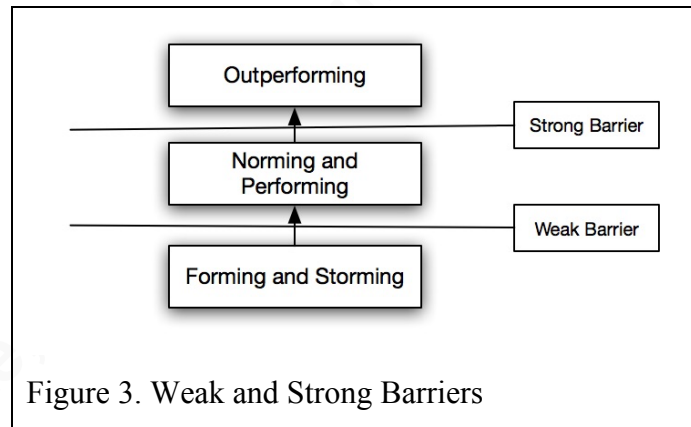 Outperforming
Strong Barrier
Norming and
Performing
Weak Barrier
Forming and Storming
Figure 3. Weak and Strong Barriers